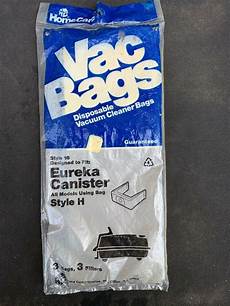 HomeCare
Vac
Bags
Disposable
Vacuum Cleaner Bags
Guaranteed
Style 16
Designed to Fit:
Eureka
Canister
All Models Using Bag
Style H
3 Bags, 3 Filters